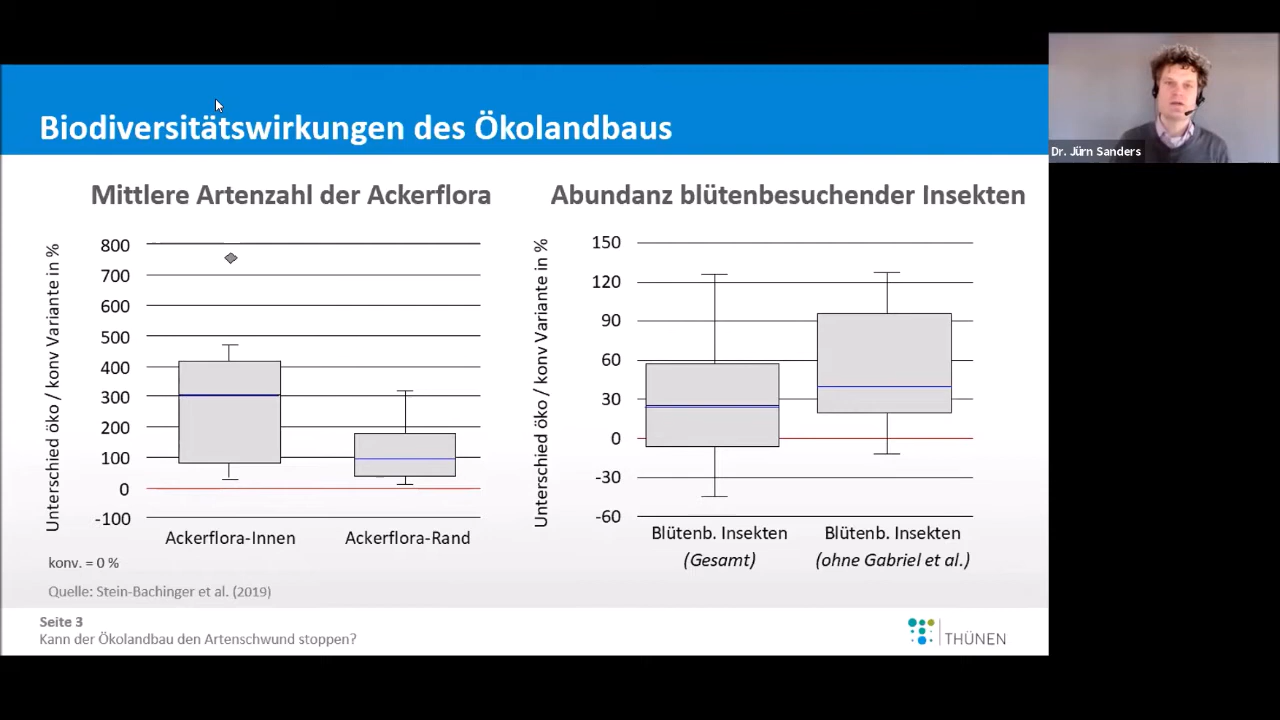 Biodiversitätswirkungen des Ökolandbaus
Dr. Jürn Sanders
Mittlere Artenzahl der Ackerflora
Unterschied öko / konv Variante in %
800
700
600
500
400
300
200
100
0
-100
Ackerflora-Innen
Ackerflora-Rand
konv. = 0 %
Quelle: Stein-Bachinger et al. (2019)
Abundanz blütenbesuchender Insekten
Unterschied öko / konv Variante in %
150
120
90
60
30
0
-30
-60
Blütenb. Insekten
(Gesamt)
Blütenb. Insekten
(ohne Gabriel et al.)
Seite 3
Kann der Ökolandbau den Artenschwund stoppen?
THÜNEN